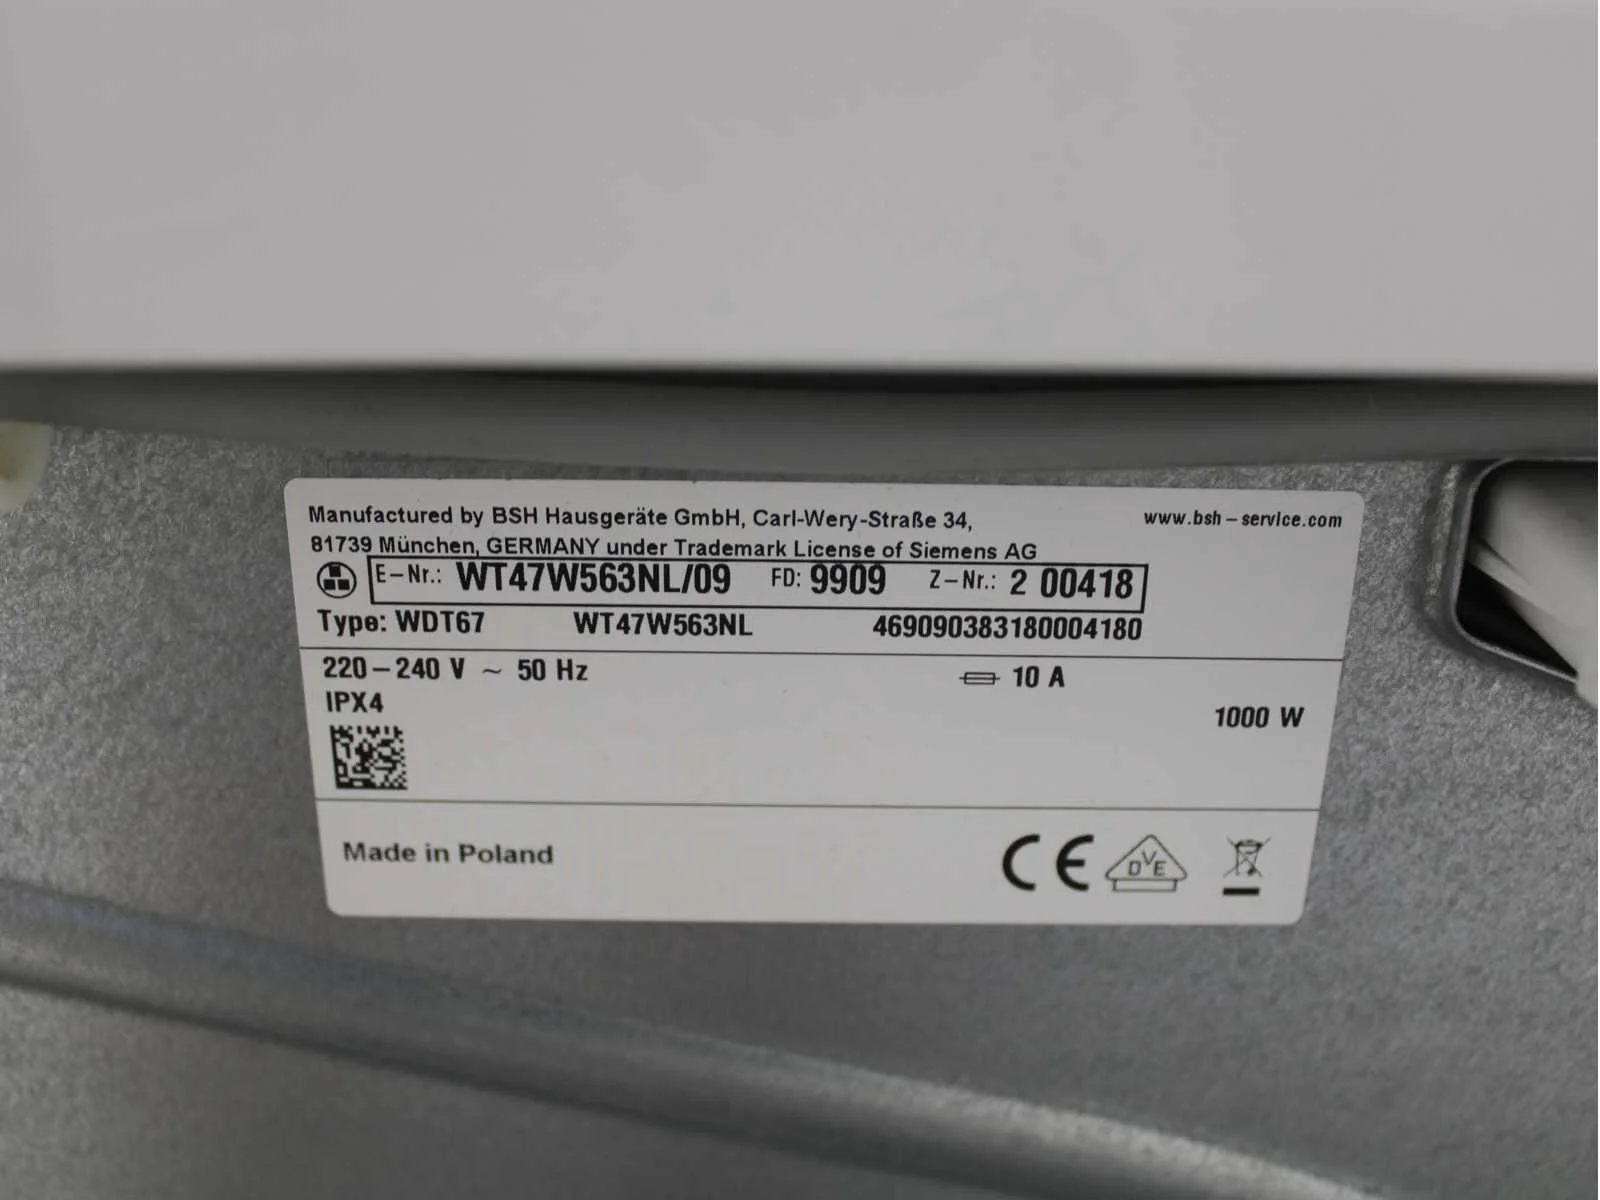 Manufactured by BSH Hausgeräte GmbH, Carl-Wery-Straße 34,
www.bsh-service.com
81739 München, GERMANY under Trademark License of Siemens AG
E-Nr.: WT47W563NL/09 FD: 9909 Z-Nr.: 2 00418
Type: WDT67 WT47W563NL 469090383180004180
220-240 V ~ 50 Hz 10 A
IPX4
1000 W
Made in Poland
CE DVE